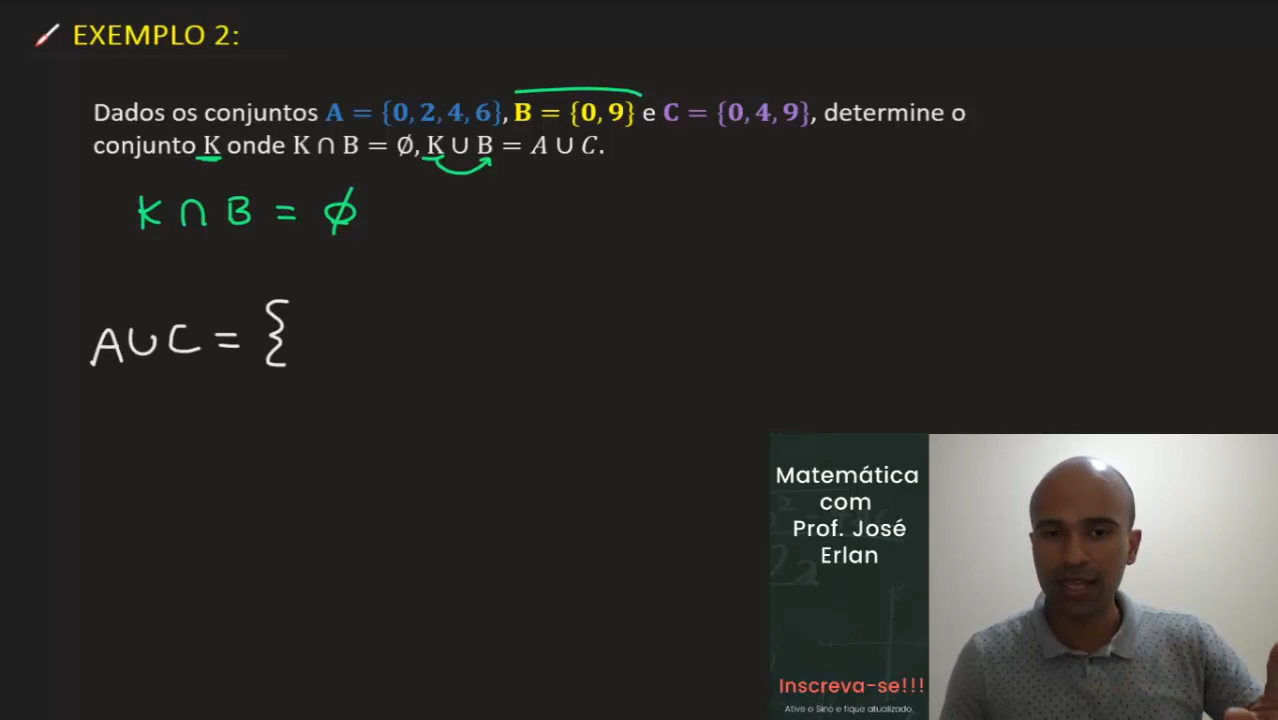 EXEMPLO 2:
Dados os conjuntos A = {0, 2, 4, 6}, B = {0, 9} e C = {0, 4, 9}, determine o
conjunto K onde K ∩ B = ∅, K ∪ B = A ∪ C.
K ∩ B = ∅
A ∪ C = {
Matemática
com
Prof. José
Erlan
Inscreva-se!!!
Ative o Sino e fique atualizado.